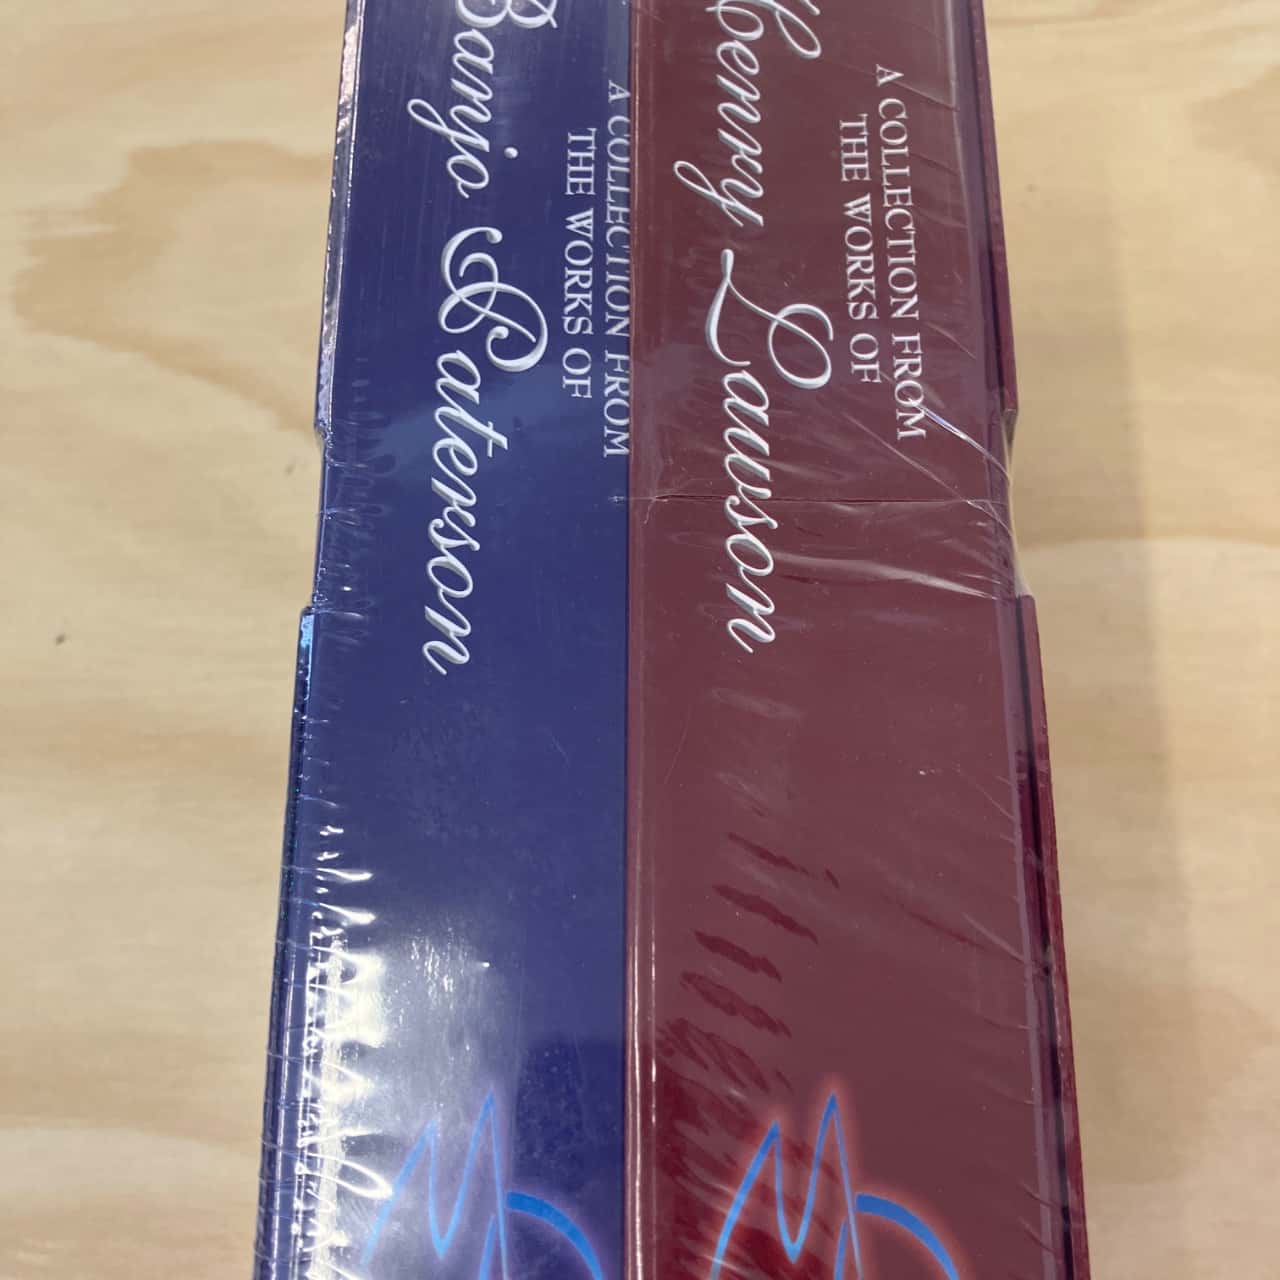 A COLLECTION FROM
THE WORKS OF
Henry Lawson
A COLLECTION FROM
THE WORKS OF
Banjo Paterson